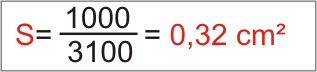 S= 1000/3100 = 0,32 cm²